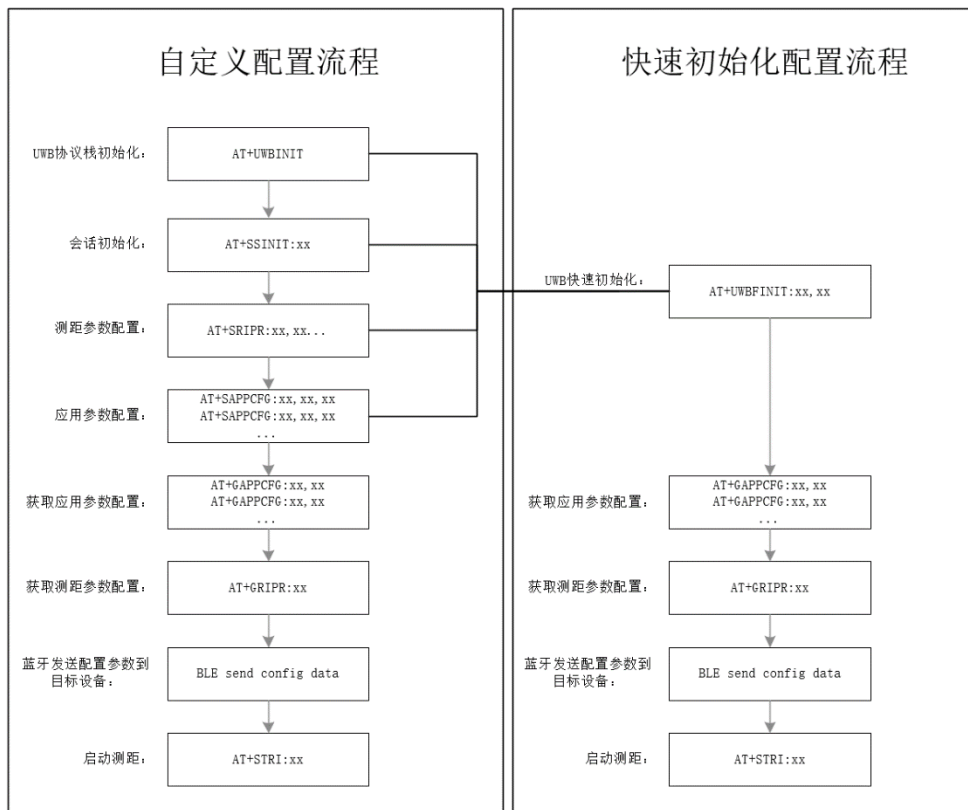 自定义配置流程
UWB协议栈初始化：
AT+UWBINIT
会话初始化：
AT+SSINIT:xx
测距参数配置：
AT+SRIPR:xx,xx...
应用参数配置：
AT+SAPPCFG:xx,xx,xx
AT+SAPPCFG:xx,xx,xx
...
获取应用参数配置：
AT+GAPPCFG:xx,xx
AT+GAPPCFG:xx,xx
...
获取测距参数配置：
AT+GRIPR:xx
蓝牙发送配置参数到
目标设备：
BLE send config data
启动测距：
AT+STRI:xx
快速初始化配置流程
UWB快速初始化：
AT+UWBFINIT:xx,xx
获取应用参数配置：
AT+GAPPCFG:xx,xx
AT+GAPPCFG:xx,xx
...
获取测距参数配置：
AT+GRIPR:xx
蓝牙发送配置参数到
目标设备：
BLE send config data
启动测距：
AT+STRI:xx